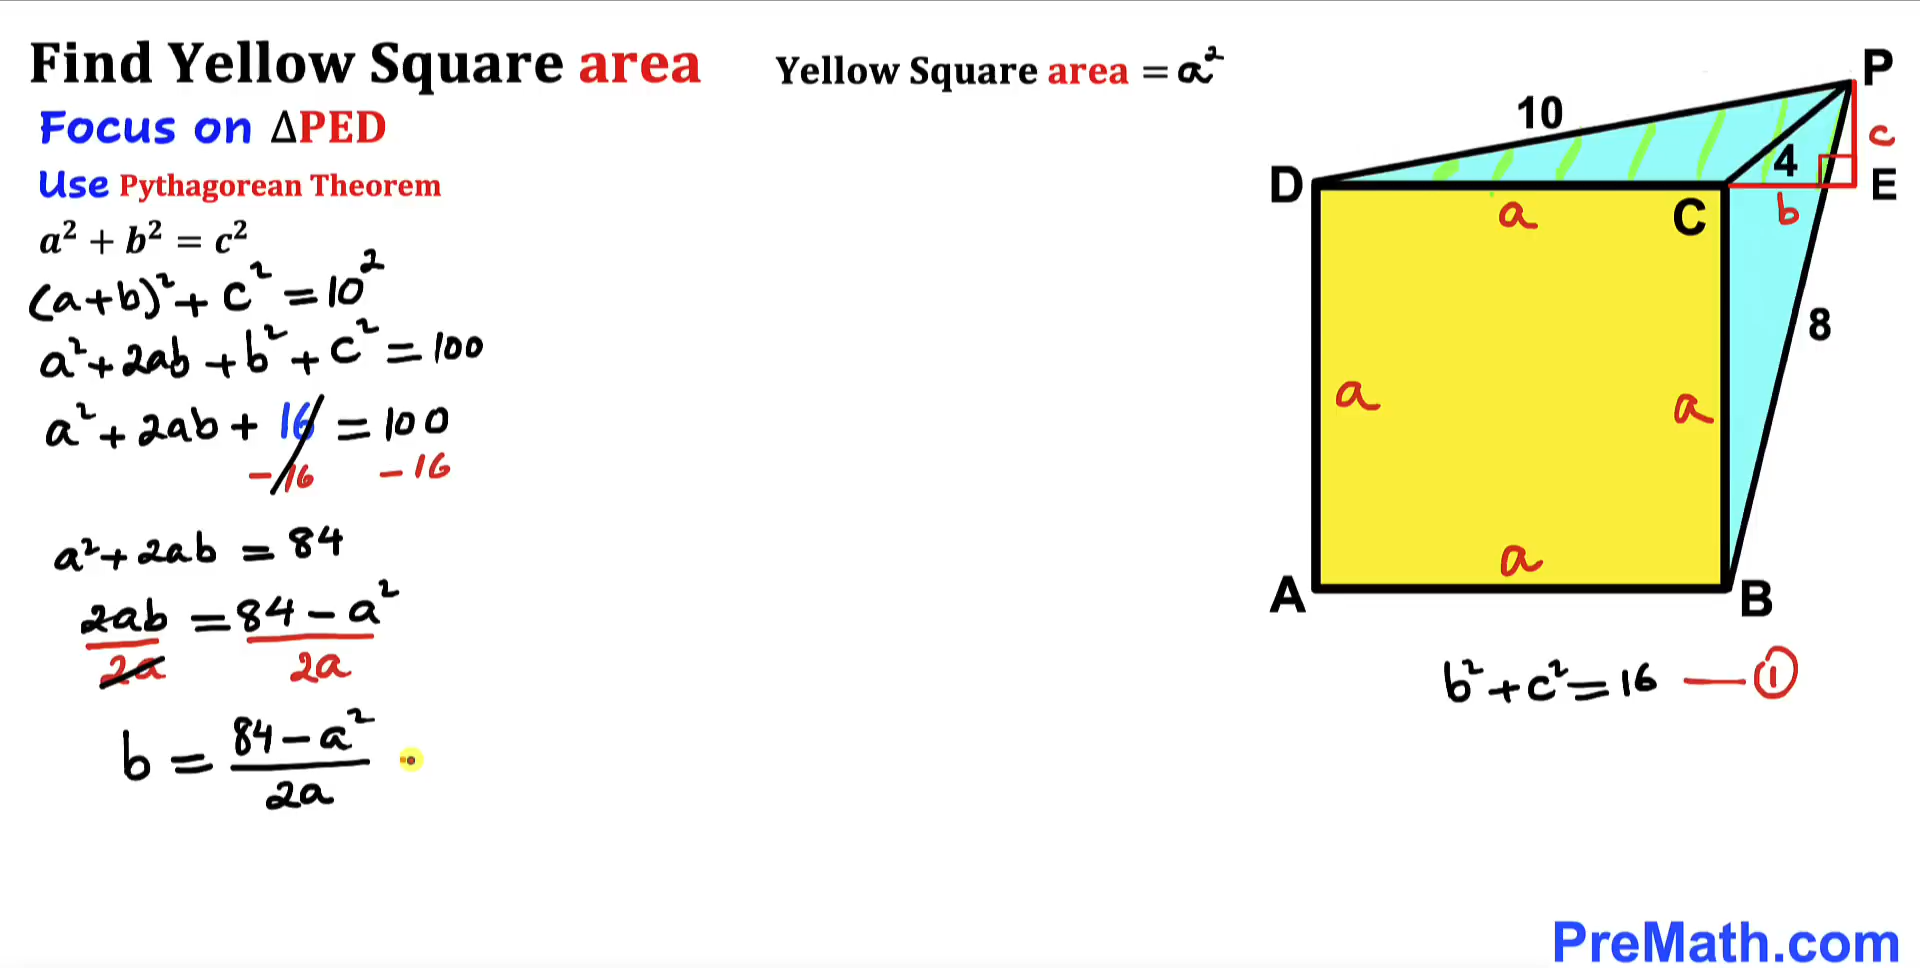 Find Yellow Square area
Yellow Square area = a²
Focus on ΔPED
Use Pythagorean Theorem
a² + b² = c²
(a+b)² + c² = 10²
a² + 2ab + b² + c² = 100
a² + 2ab + 16 = 100
-16 -16
a² + 2ab = 84
2ab = 84 - a²
2a 2a
b = 84 - a²
2a
P
10
c
4
D
E
a
C
b
8
a
a
a
A
B
b² + c² = 16 — ①
PreMath.com